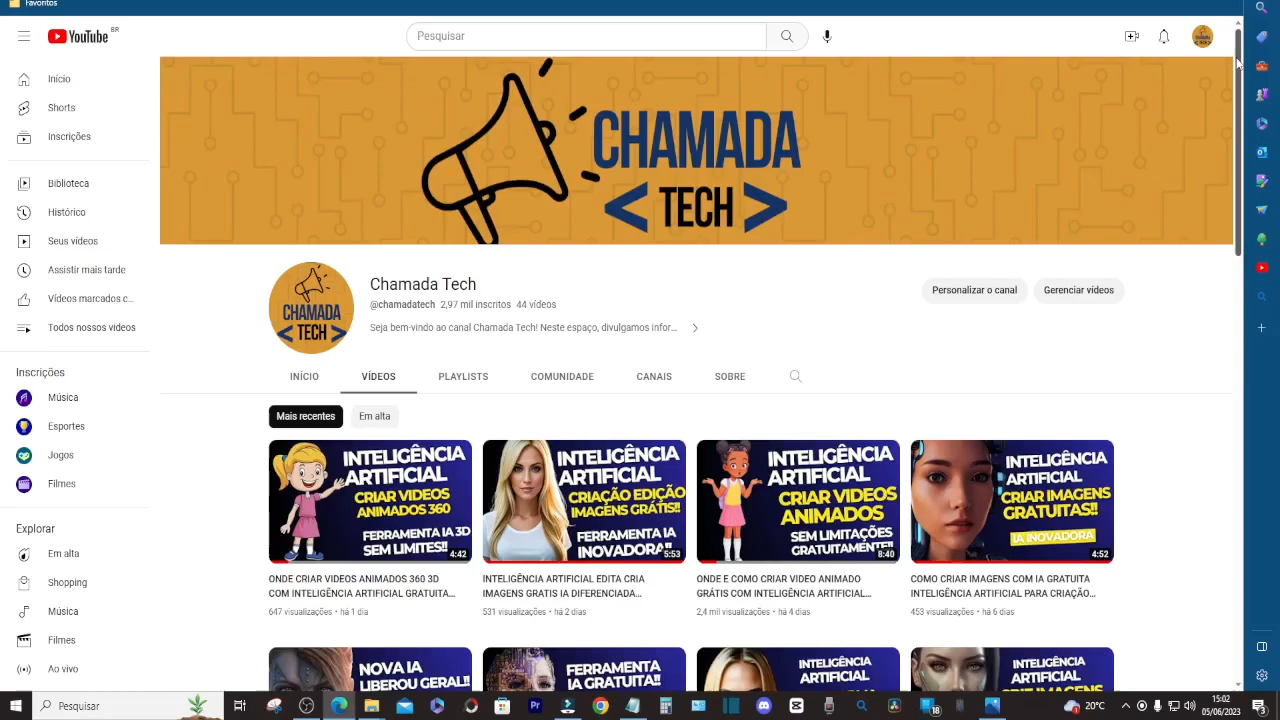 Favoritos
YouTube BR
Pesquisar
Início
Shorts
Inscrições
Biblioteca
Histórico
Seus vídeos
Assistir mais tarde
Vídeos marcados c...
Todos nossos vídeos
Inscrições
Música
Esportes
Jogos
Filmes
Explorar
Em alta
Shopping
Música
Filmes
Ao vivo
CHAMADA
< TECH >
CHAMADA
< TECH >
Chamada Tech
@chamadatech 2,97 mil inscritos 44 vídeos
Seja bem-vindo ao canal Chamada Tech! Neste espaço, divulgamos infor...
Personalizar o canal
Gerenciar vídeos
INÍCIO VÍDEOS PLAYLISTS COMUNIDADE CANAIS SOBRE
Mais recentes Em alta
INTELIGÊNCIA
ARTIFICIAL
CRIAR VIDEOS
ANIMADOS 360
FERRAMENTA IA 3D
SEM LIMITES!!
4:42
ONDE CRIAR VIDEOS ANIMADOS 360 3D
COM INTELIGÊNCIA ARTIFICIAL GRATUITA...
647 visualizações • há 1 dia
INTELIGÊNCIA
ARTIFICIAL
CRIAÇÃO EDIÇÃO
IMAGENS GRÁTIS!!
FERRAMENTA IA
INOVADORA!!
5:53
INTELIGÊNCIA ARTIFICIAL EDITA CRIA
IMAGENS GRATIS IA DIFERENCIADA...
531 visualizações • há 2 dias
INTELIGÊNCIA
ARTIFICIAL
CRIAR VIDEOS
ANIMADOS
SEM LIMITAÇÕES
GRATUITAMENTE!!
8:40
ONDE E COMO CRIAR VIDEO ANIMADO
GRÁTIS COM INTELIGÊNCIA ARTIFICIAL...
2,4 mil visualizações • há 4 dias
INTELIGÊNCIA
ARTIFICIAL
CRIAR IMAGENS
GRATUITAS!!
IA INOVADORA
4:52
COMO CRIAR IMAGENS COM IA GRATUITA
INTELIGÊNCIA ARTIFICIAL PARA CRIAÇÃO...
453 visualizações • há 6 dias
NOVA IA
LIBEROU GERAL!!
FERRAMENTA
IA GRATUITA!!
INTELIGÊNCIA
ARTIFICIAL
INTELIGÊNCIA
ARTIFICIAL
Pesquisar
18
20°C
15:02
05/06/2023